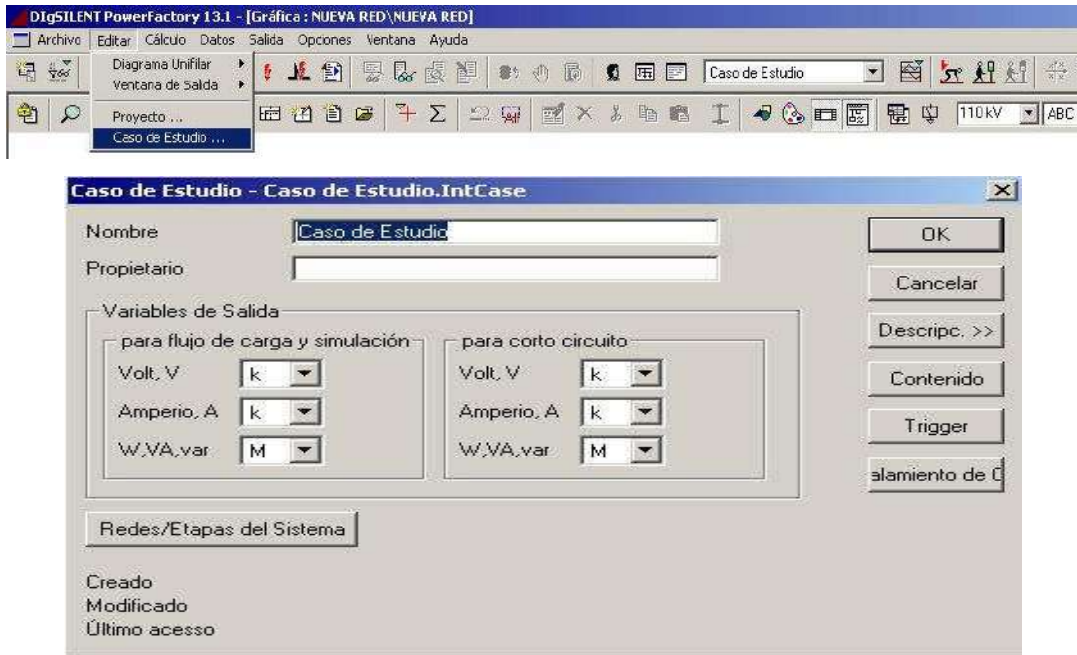 DIgSILENT PowerFactory 13.1 - [Gráfica : NUEVA RED\NUEVA RED]
Archivo Editar Cálculo Datos Salida Opciones Ventana Ayuda
Diagrama Unifilar
Ventana de Salida
Caso de Estudio
Proyecto ...
110 kV ABC
Caso de Estudio ...
Caso de Estudio - Caso de Estudio.IntCase
Nombre Caso de Estudio OK
Propietario
Cancelar
Variables de Salida
Descripc. >>
para flujo de carga y simulación para corto circuito
Volt, V k Volt, V k
Contenido
Amperio, A k Amperio, A k
Trigger
W,VA,var M W,VA,var M
alamiento de C
Redes/Etapas del Sistema
Creado
Modificado
Último acesso